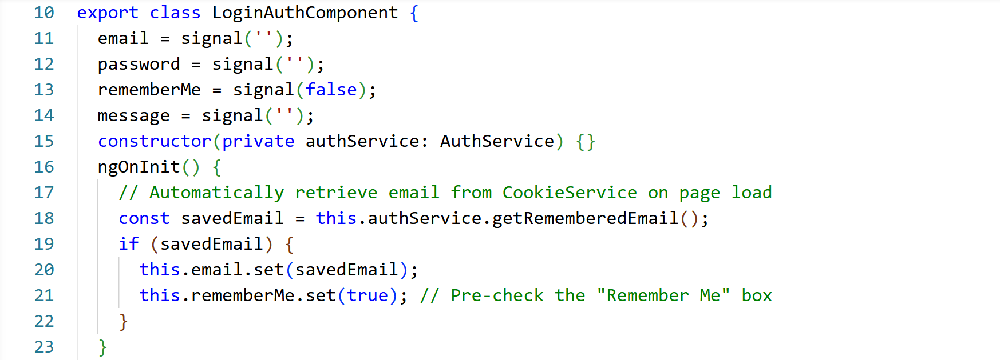 10 export class LoginAuthComponent {
11 email = signal('');
12 password = signal('');
13 rememberMe = signal(false);
14 message = signal('');
15 constructor(private authService: AuthService) {}
16 ngOnInit() {
17 // Automatically retrieve email from CookieService on page load
18 const savedEmail = this.authService.getRememberedEmail();
19 if (savedEmail) {
20 this.email.set(savedEmail);
21 this.rememberMe.set(true); // Pre-check the "Remember Me" box
22 }
23 }